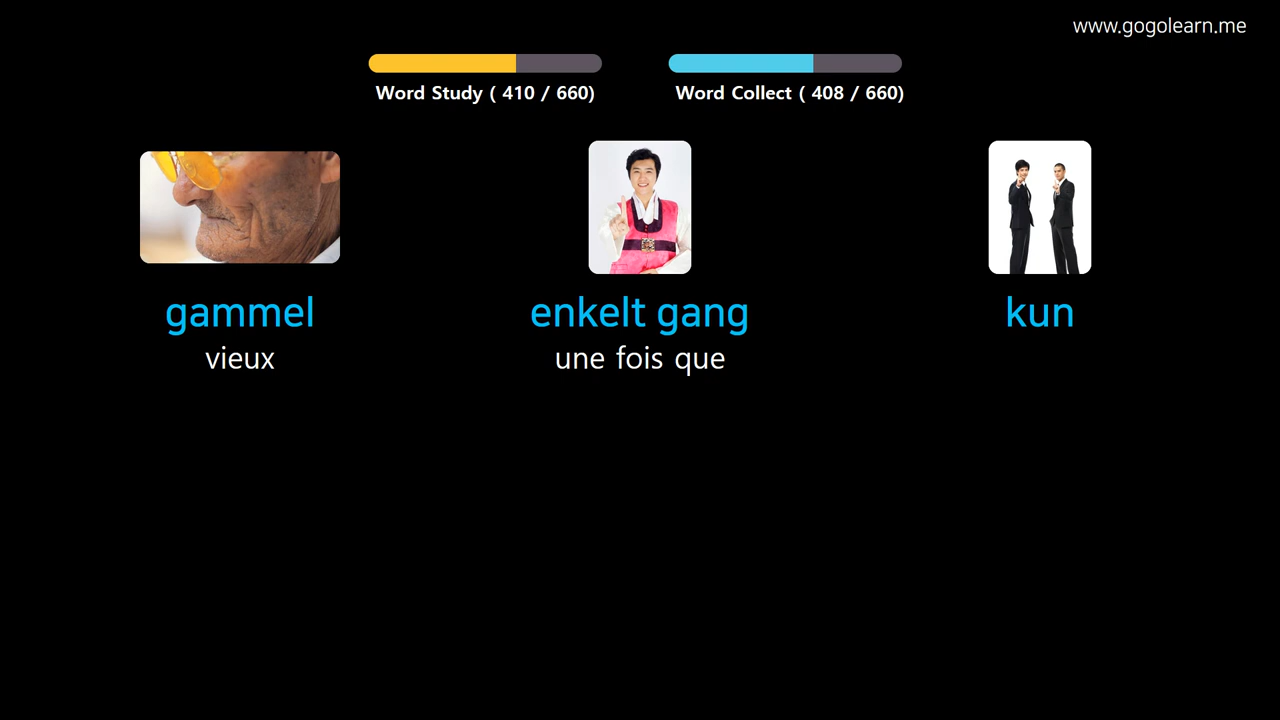 www.gogolearn.me
Word Study ( 410 / 660)
Word Collect ( 408 / 660)
gammel
vieux
enkelt gang
une fois que
kun